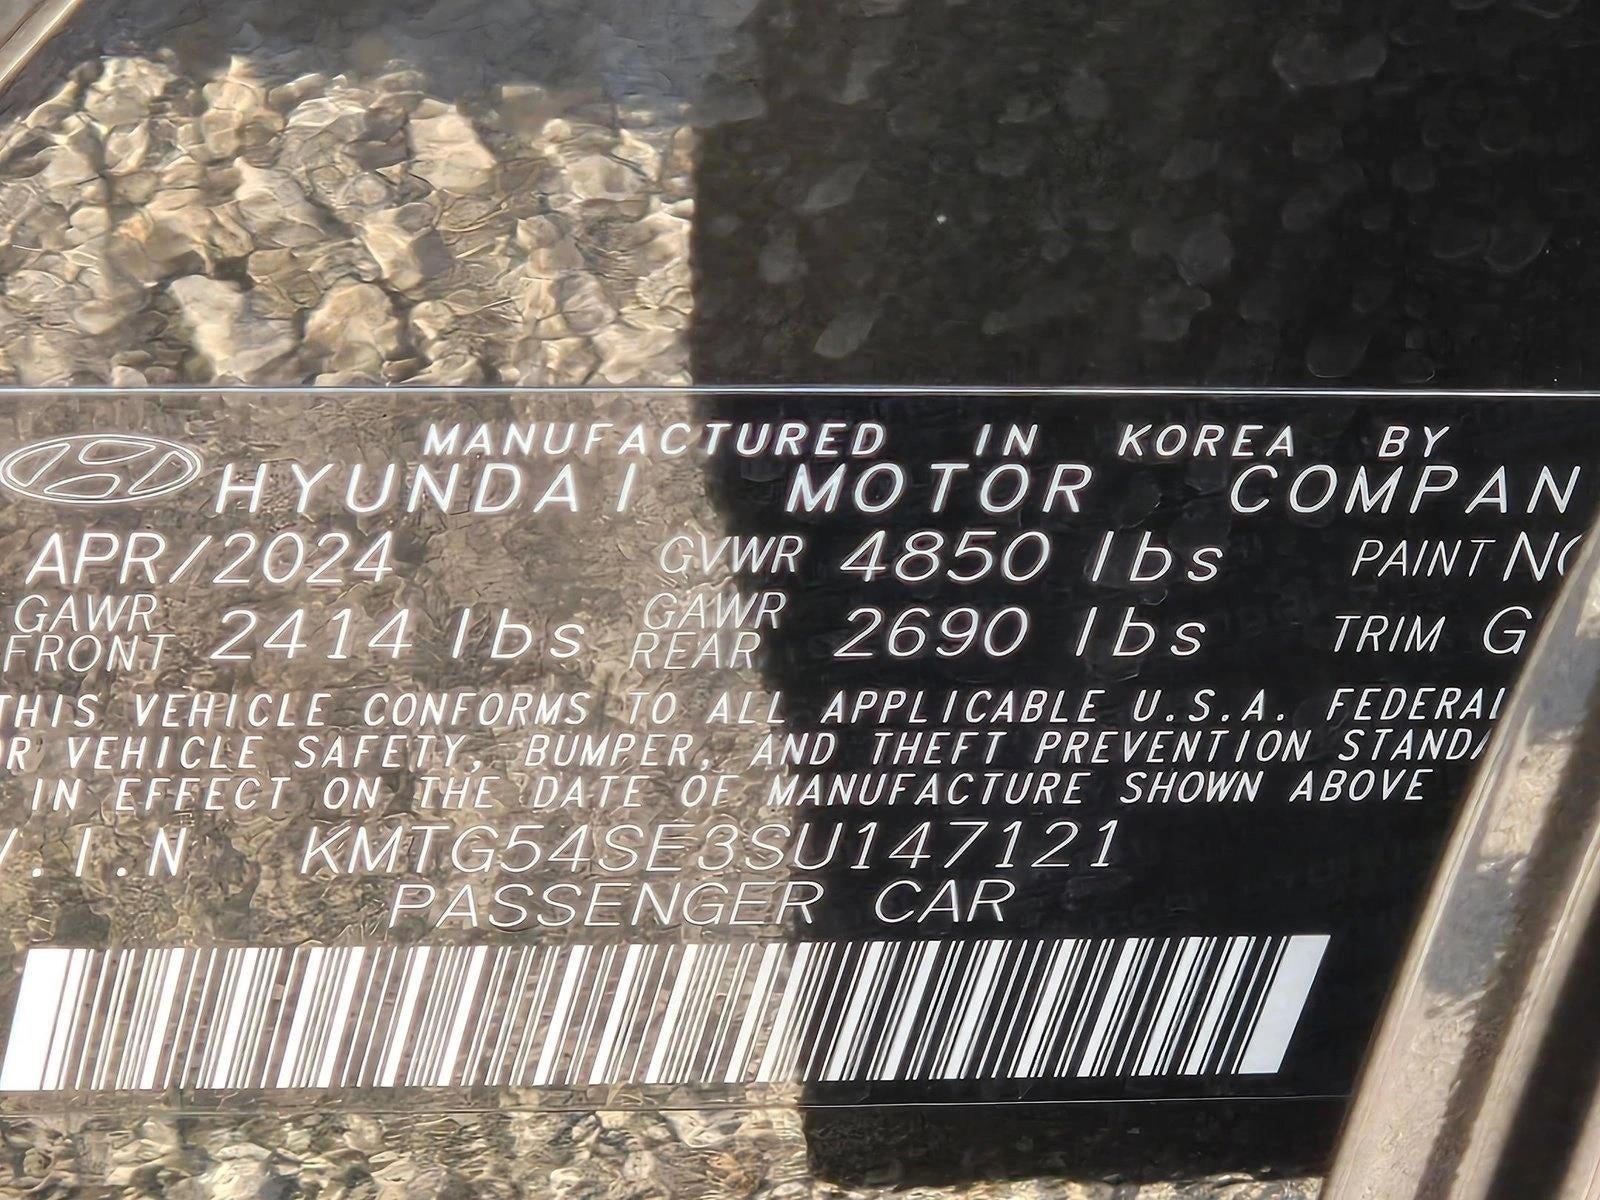 MANUFACTURED IN KOREA BY
HYUNDAI MOTOR COMPAN
APR/2024 GVWR 4850 lbs PAINT
GAWR FRONT 2414 lbs GAWR REAR 2690 lbs TRIM G
THIS VEHICLE CONFORMS TO ALL APPLICABLE U.S.A. FEDERAL
R VEHICLE SAFETY, BUMPER, AND THEFT PREVENTION STANDA
IN EFFECT ON THE DATE OF MANUFACTURE SHOWN ABOVE
V.I.N KMTG54SE3SU147121
PASSENGER CAR